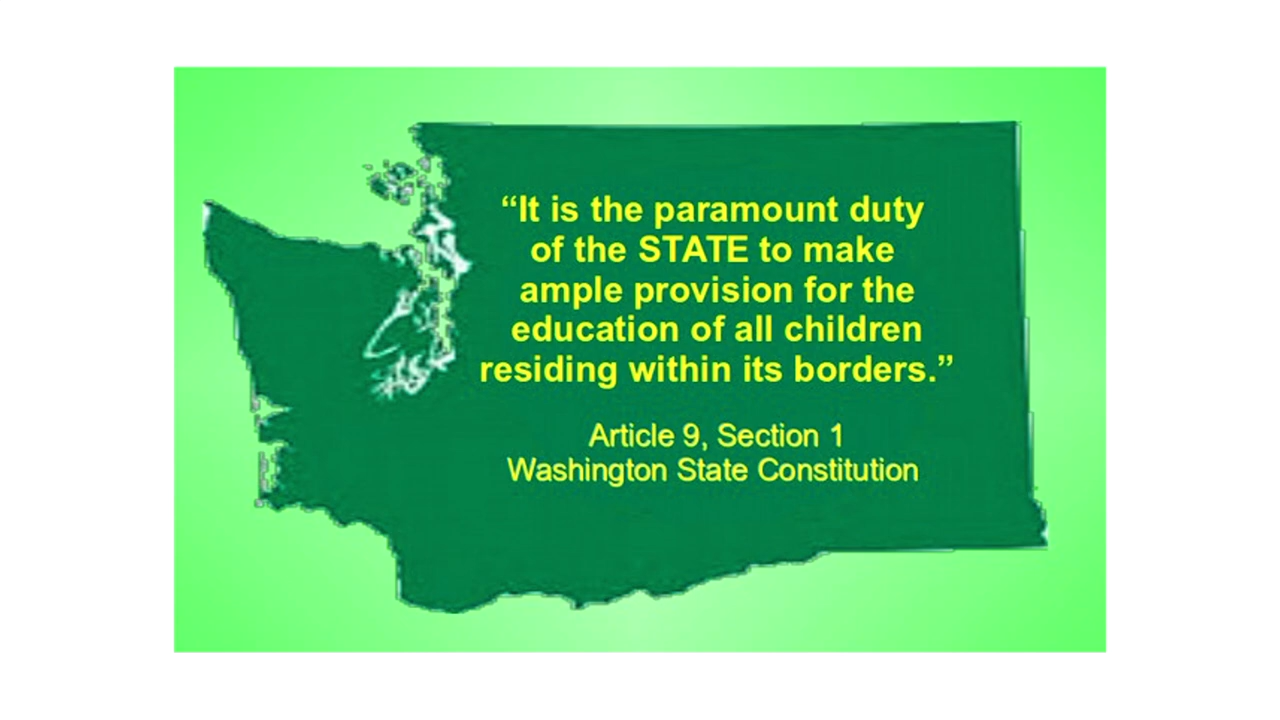 “It is the paramount duty
of the STATE to make
ample provision for the
education of all children
residing within its borders.”
Article 9, Section 1
Washington State Constitution